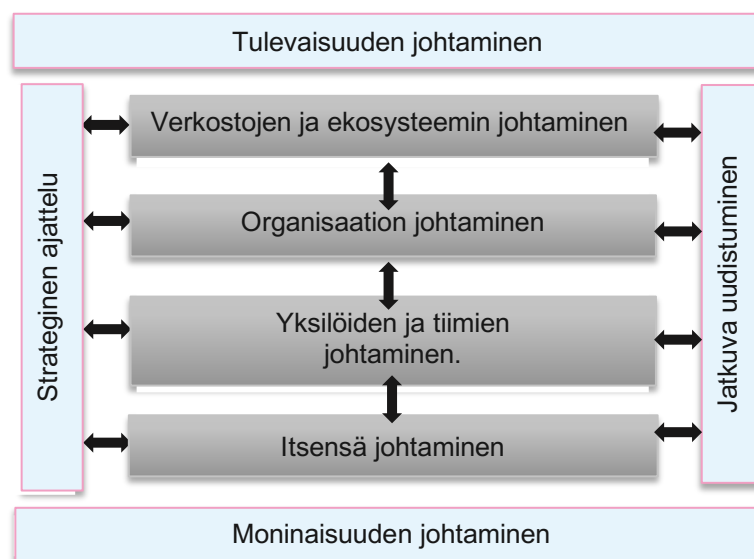 Tulevaisuuden johtaminen
Strateginen ajattelu
Verkostojen ja ekosysteemin johtaminen
Organisaation johtaminen
Yksilöiden ja tiimien
johtaminen.
Itsensä johtaminen
Jatkuva uudistuminen
Moninaisuuden johtaminen